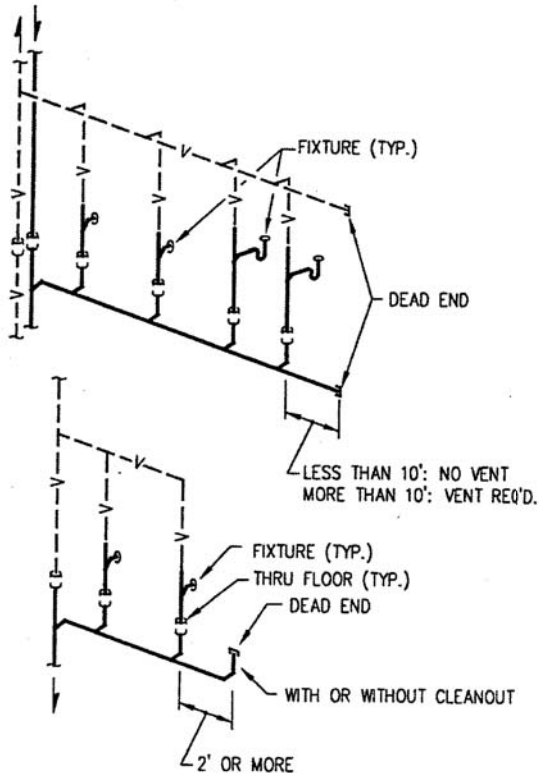 FIXTURE (TYP.)
V
V
V
V
V
V
V
DEAD END
LESS THAN 10': NO VENT
MORE THAN 10': VENT REQ'D.
V
V
V
V
FIXTURE (TYP.)
THRU FLOOR (TYP.)
DEAD END
WITH OR WITHOUT CLEANOUT
2' OR MORE